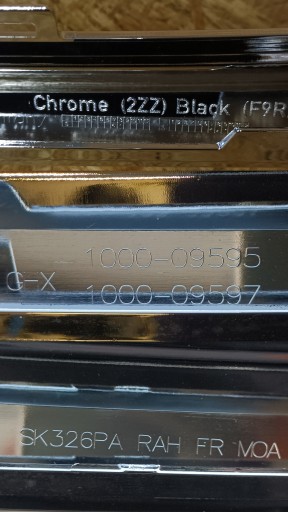 Chrome (2ZZ) Black (F9R
1000-09595
G-X 1000-09597
SK326PA RAH FR MOA